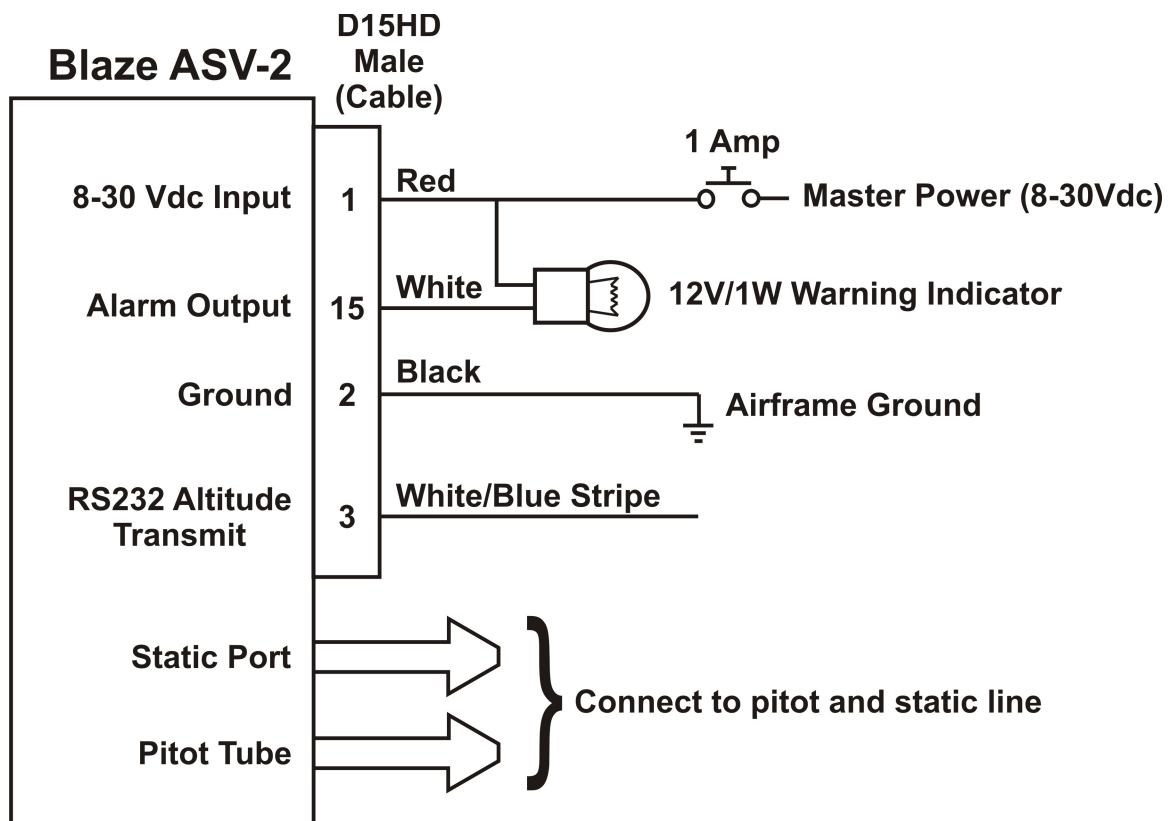 D15HD
Male
(Cable)
Blaze ASV-2
1 Amp
8-30 Vdc Input
1
Red
Master Power (8-30Vdc)
Alarm Output
15
White
12V/1W Warning Indicator
Ground
2
Black
Airframe Ground
RS232 Altitude
Transmit
3
White/Blue Stripe
Static Port
Connect to pitot and static line
Pitot Tube